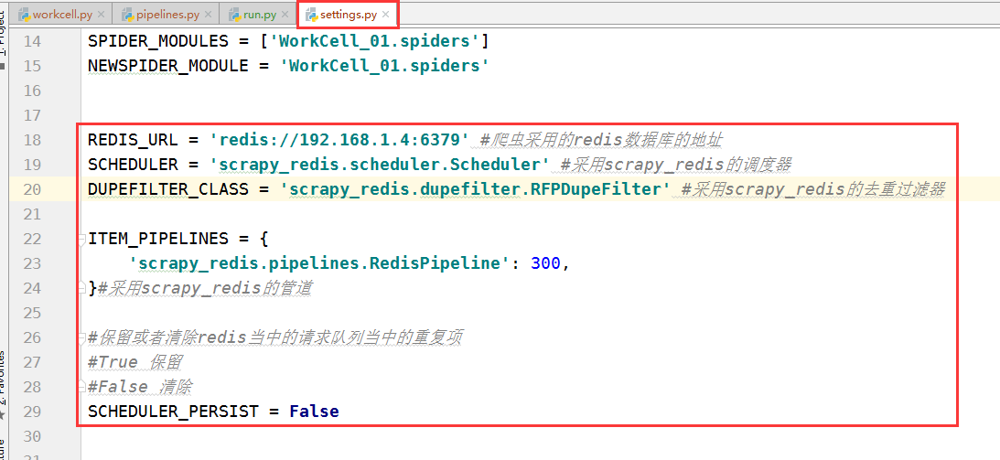 workcell.py pipelines.py run.py settings.py
14 SPIDER_MODULES = ['WorkCell_01.spiders']
15 NEWSPIDER_MODULE = 'WorkCell_01.spiders'
16
17
18 REDIS_URL = 'redis://192.168.1.4:6379' #爬虫采用的redis数据库的地址
19 SCHEDULER = 'scrapy_redis.scheduler.Scheduler' #采用scrapy_redis的调度器
20 DUPEFILTER_CLASS = 'scrapy_redis.dupefilter.RFPDupeFilter' #采用scrapy_redis的去重过滤器
21
22 ITEM_PIPELINES = {
23 'scrapy_redis.pipelines.RedisPipeline': 300,
24 }#采用scrapy_redis的管道
25
26 #保留或者清除redis当中的请求队列当中的重复项
27 #True 保留
28 #False 清除
29 SCHEDULER_PERSIST = False
30